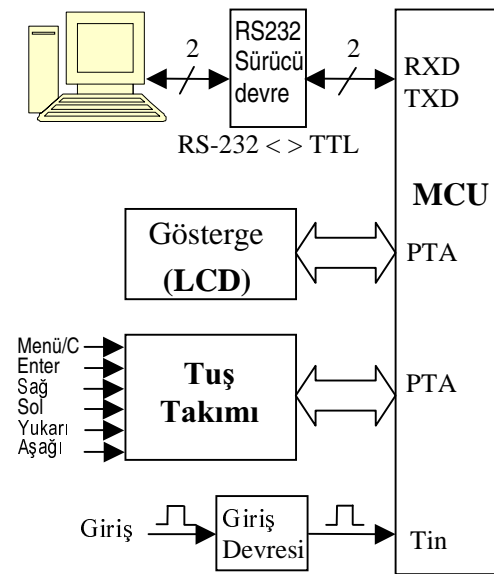 2
RS232
Sürücü
devre
2
RXD
TXD
RS-232 < > TTL
MCU
Gösterge
(LCD)
PTA
Menü/C
Enter
Sağ
Sol
Yukarı
Aşağı
Tuş
Takımı
PTA
Giriş
Giriş
Devresi
Tin